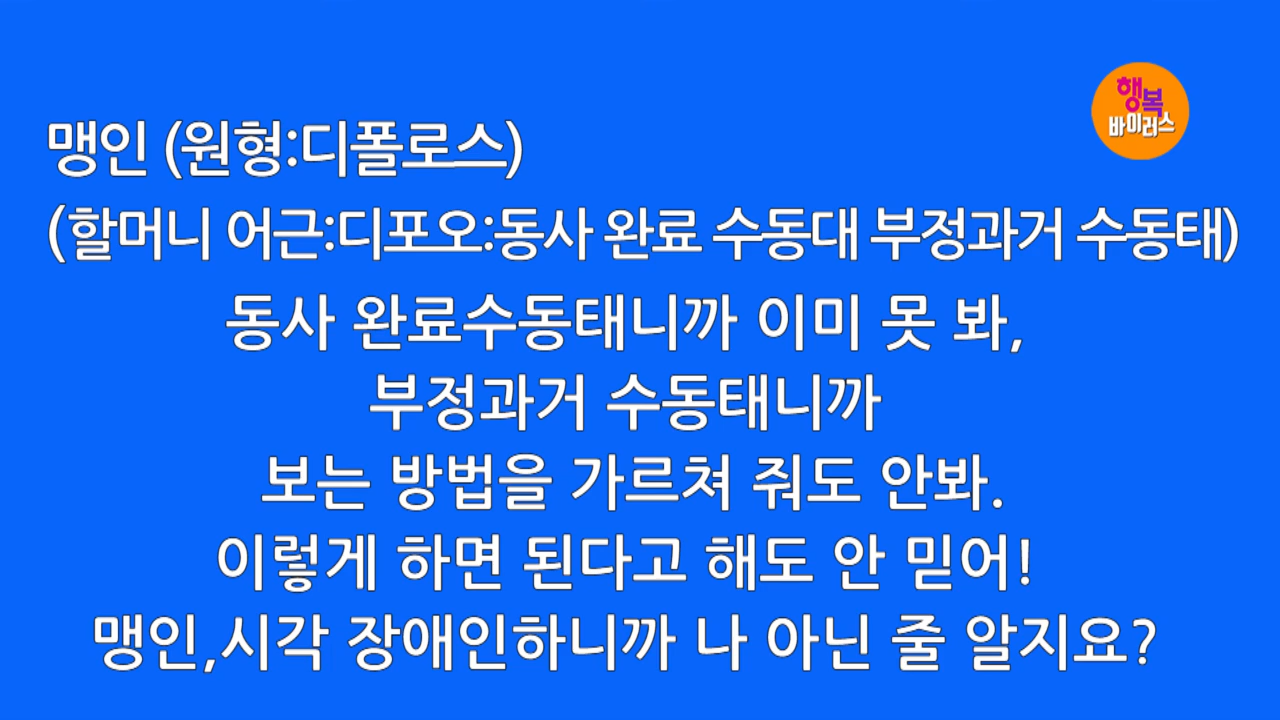 행복
바이러스
맹인 (원형:디폴로스)
(할머니 어근:디포오:동사 완료 수동대 부정과거 수동태)
동사 완료수동태니까 이미 못 봐,
부정과거 수동태니까
보는 방법을 가르쳐 줘도 안봐.
이렇게 하면 된다고 해도 안 믿어!
맹인,시각 장애인하니까 나 아닌 줄 알지요?